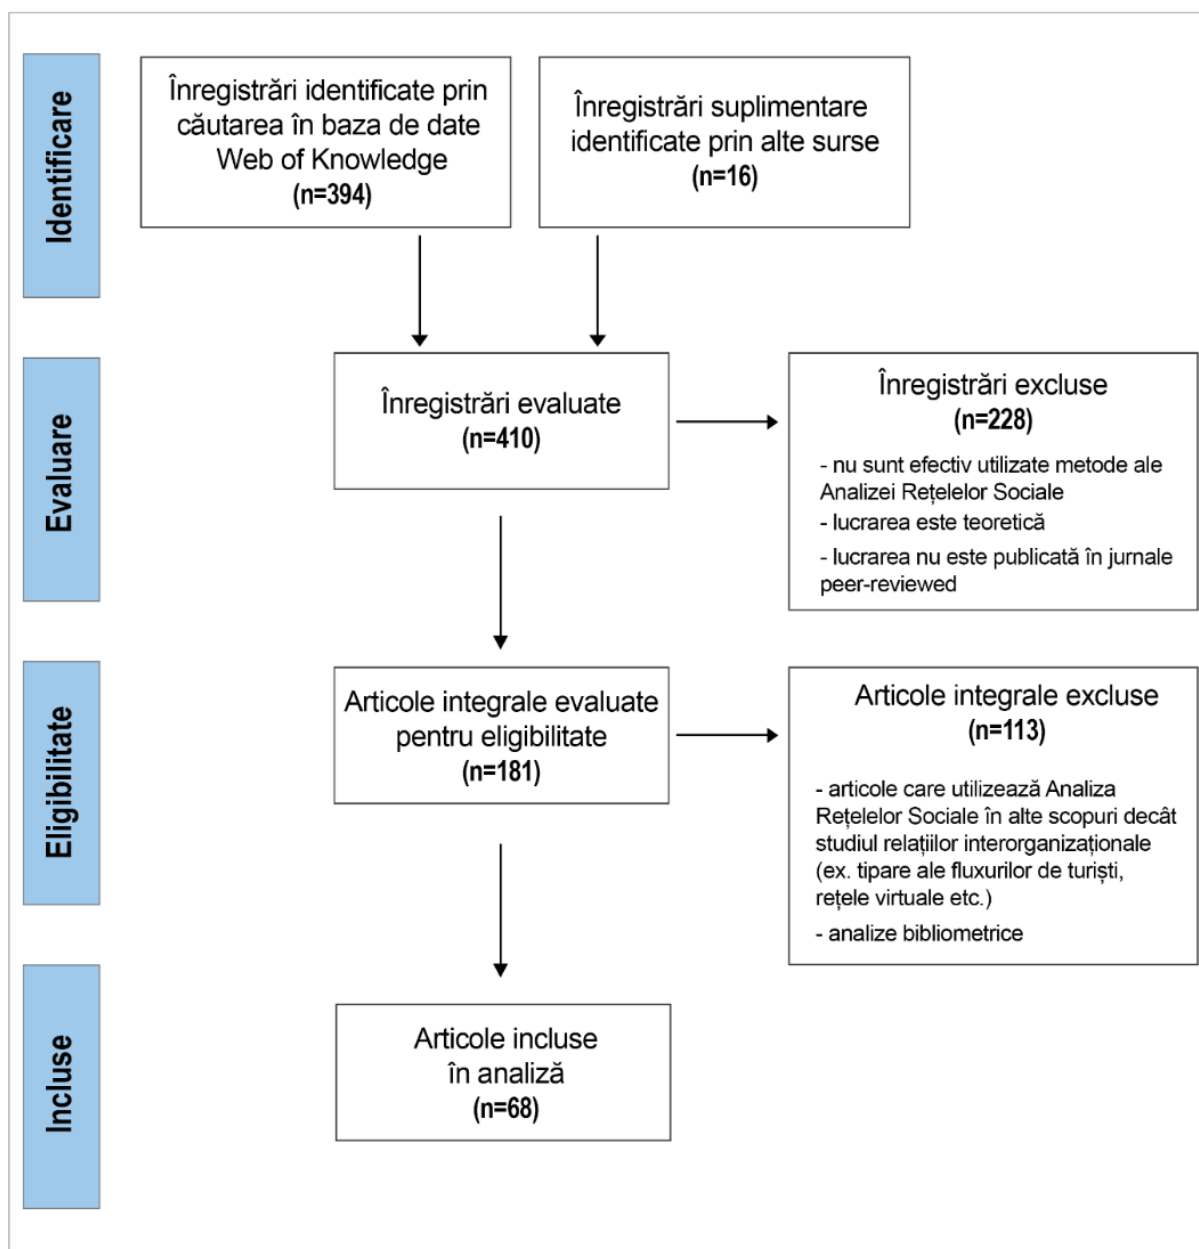 Identificare
Înregistrări identificate prin
căutarea în baza de date
Web of Knowledge
(n=394)
Înregistrări suplimentare
identificate prin alte surse
(n=16)
Evaluare
Înregistrări evaluate
(n=410)
Înregistrări excluse
(n=228)
- nu sunt efectiv utilizate metode ale
Analizei Rețelelor Sociale
- lucrarea este teoretică
- lucrarea nu este publicată în jurnale
peer-reviewed
Eligibilitate
Articole integrale evaluate
pentru eligibilitate
(n=181)
Articole integrale excluse
(n=113)
- articole care utilizează Analiza
Rețelelor Sociale în alte scopuri decât
studiul relațiilor interorganizaționale
(ex. tipare ale fluxurilor de turiști,
rețele virtuale etc.)
- analize bibliometrice
Incluse
Articole incluse
în analiză
(n=68)